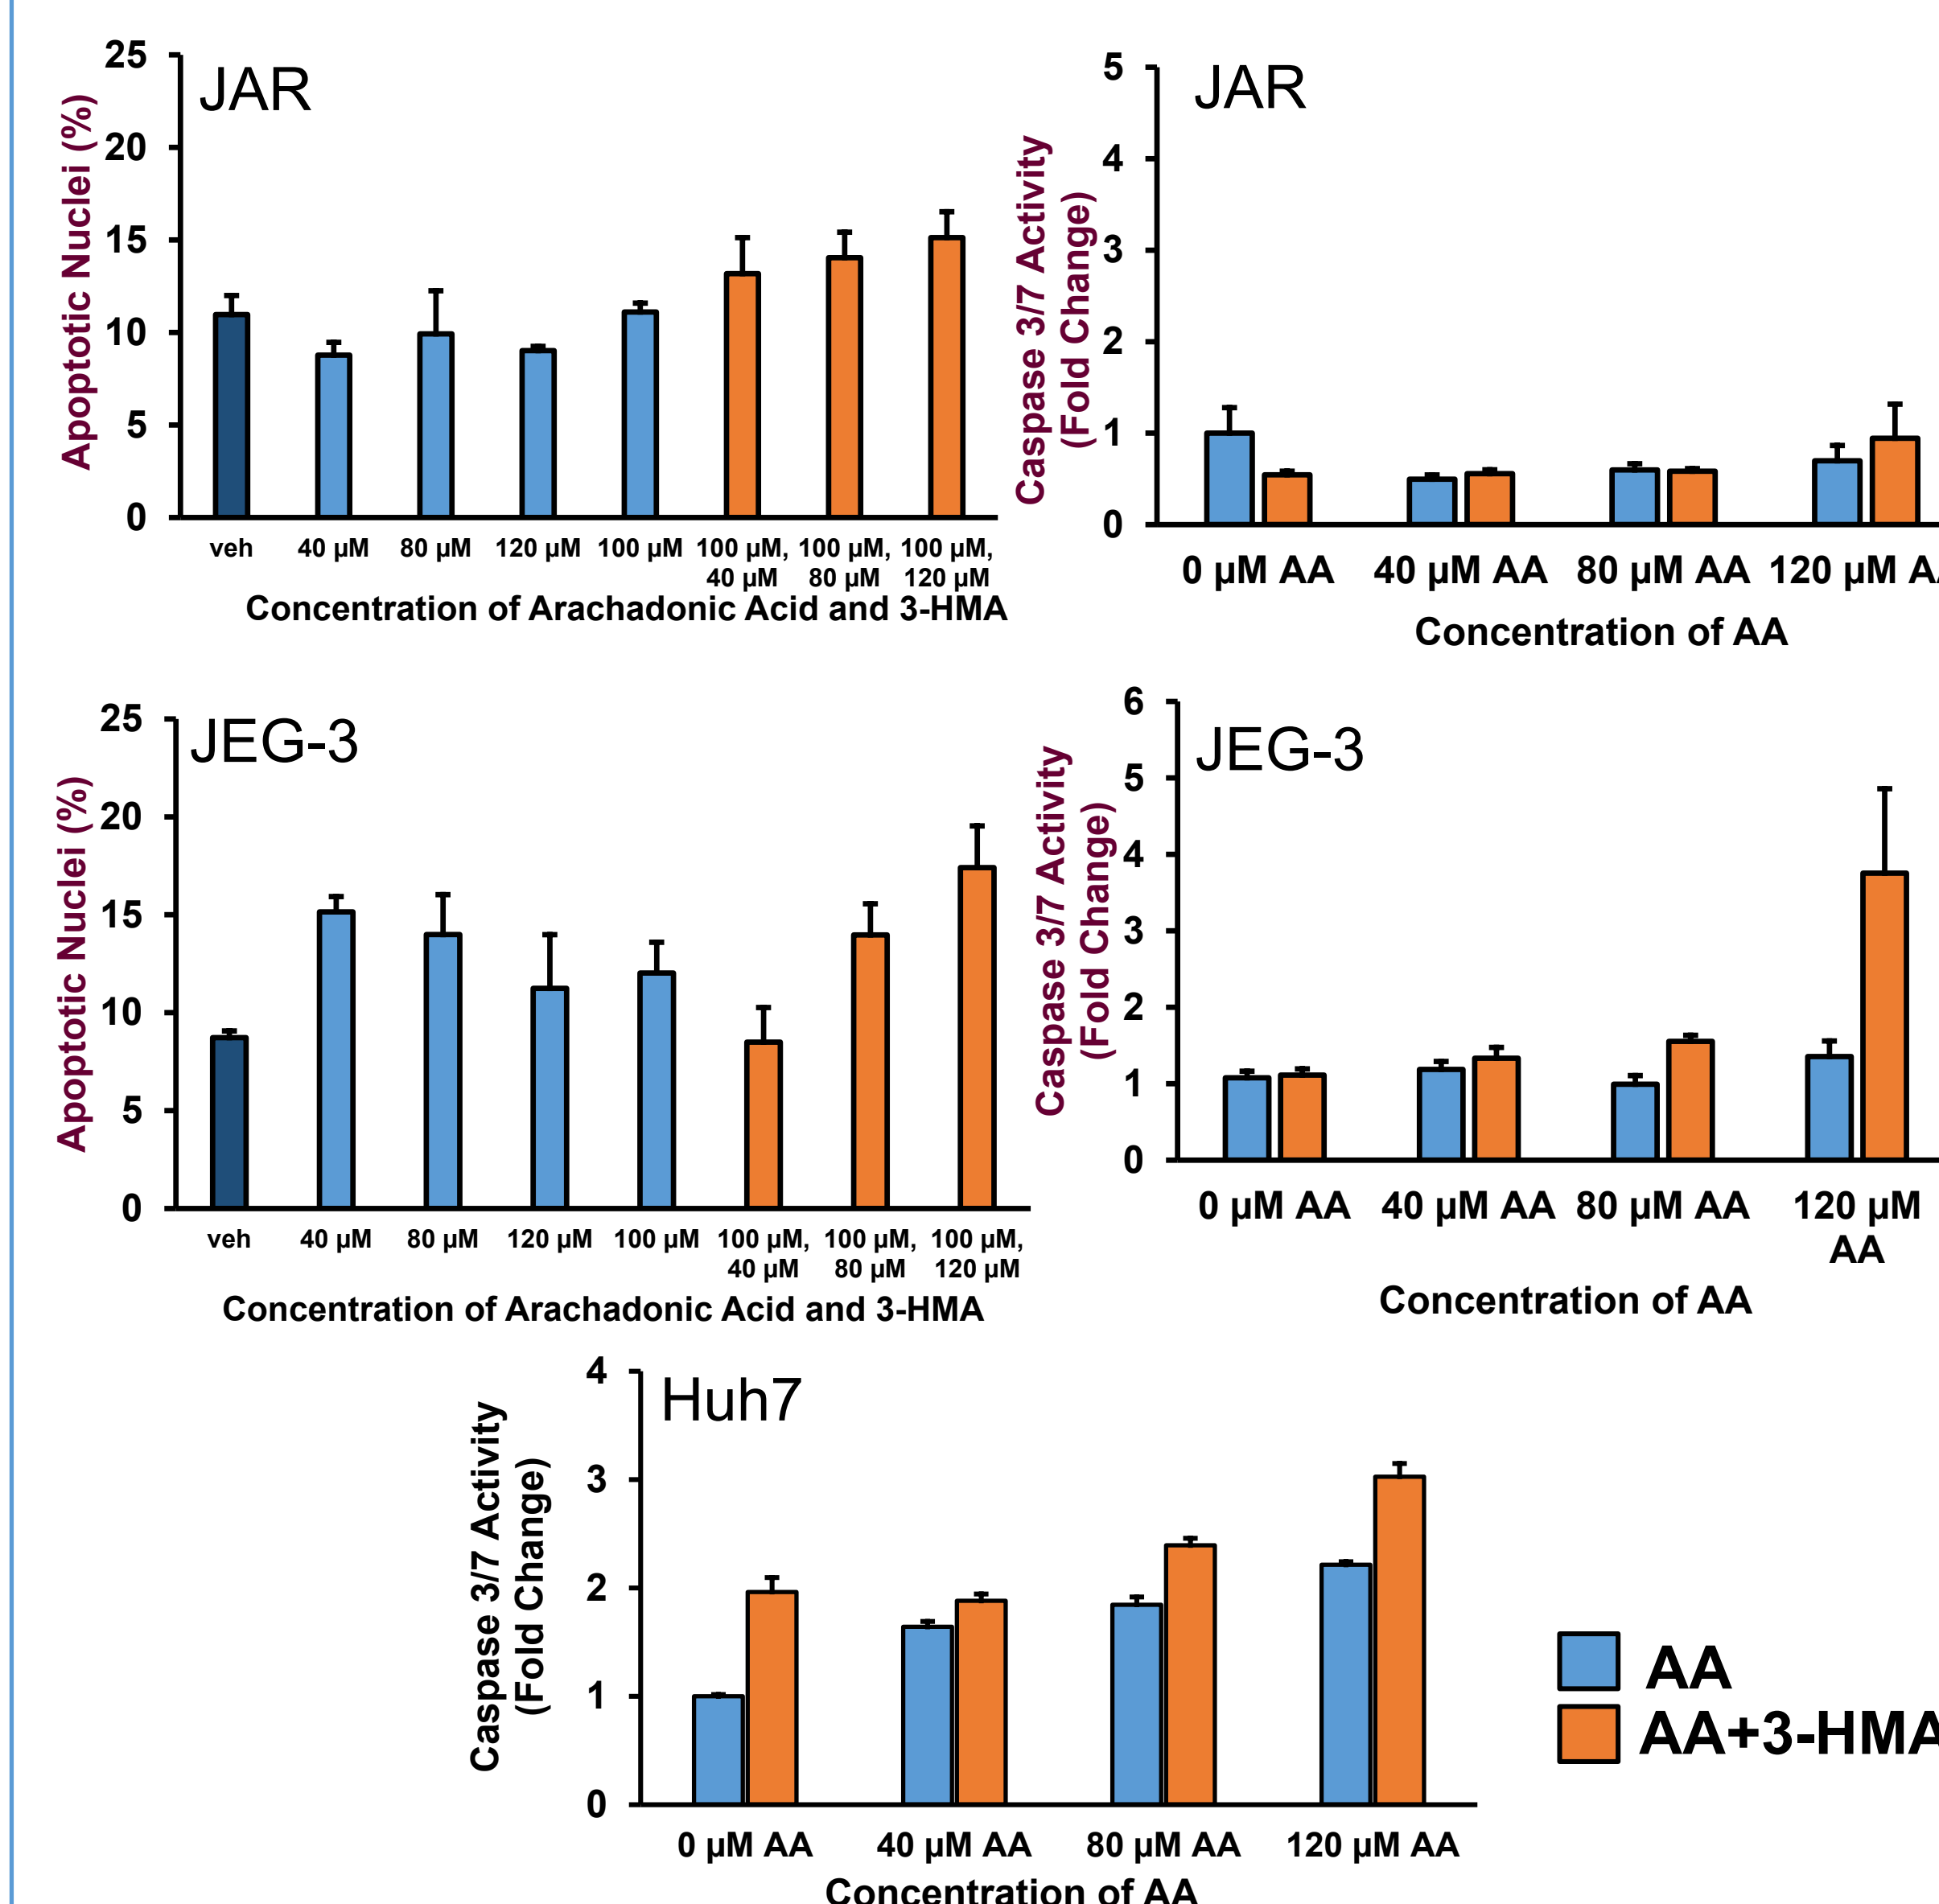 JAR
Apoptotic Nuclei (%)
25
20
15
10
5
0
veh 40 µM 80 µM 120 µM 100 µM 100 µM, 100 µM, 100 µM,
40 µM 80 µM 120 µM
Concentration of Arachadonic Acid and 3-HMA
JAR
Caspase 3/7 Activity
(Fold Change)
5
4
3
2
1
0
0 µM AA 40 µM AA 80 µM AA 120 µM AA
Concentration of AA
JEG-3
Apoptotic Nuclei (%)
25
20
15
10
5
0
veh 40 µM 80 µM 120 µM 100 µM 100 µM, 100 µM, 100 µM,
40 µM 80 µM 120 µM
Concentration of Arachadonic Acid and 3-HMA
JEG-3
Caspase 3/7 Activity
(Fold Change)
6
5
4
3
2
1
0
0 µM AA 40 µM AA 80 µM AA 120 µM
AA
Concentration of AA
Huh7
Caspase 3/7 Activity
(Fold Change)
4
3
2
1
0
0 µM AA 40 µM AA 80 µM AA 120 µM AA
Concentration of AA
AA
AA+3-HMA